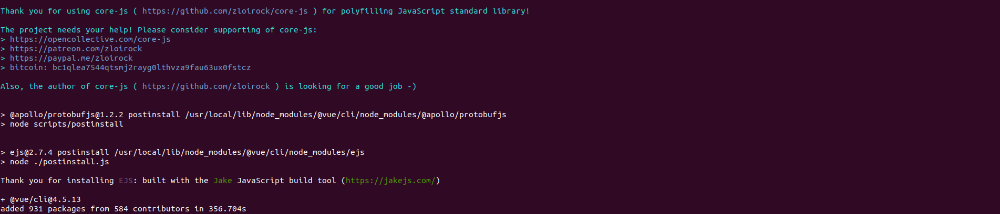 Thank you for using core-js ( https://github.com/zloirock/core-js ) for polyfilling JavaScript standard library!
The project needs your help! Please consider supporting of core-js:
> https://opencollective.com/core-js
> https://patreon.com/zloirock
> https://paypal.me/zloirock
> bitcoin: bc1qlea7544qtsmj2rayg0lthvza9fau63ux0fstcz
Also, the author of core-js ( https://github.com/zloirock ) is looking for a good job -)
> @apollo/protobufjs@1.2.2 postinstall /usr/local/lib/node_modules/@vue/cli/node_modules/@apollo/protobufjs
> node scripts/postinstall
> ejs@2.7.4 postinstall /usr/local/lib/node_modules/@vue/cli/node_modules/ejs
> node ./postinstall.js
Thank you for installing EJS: built with the Jake JavaScript build tool (https://jakejs.com/)
+ @vue/cli@4.5.13
added 931 packages from 584 contributors in 356.704s